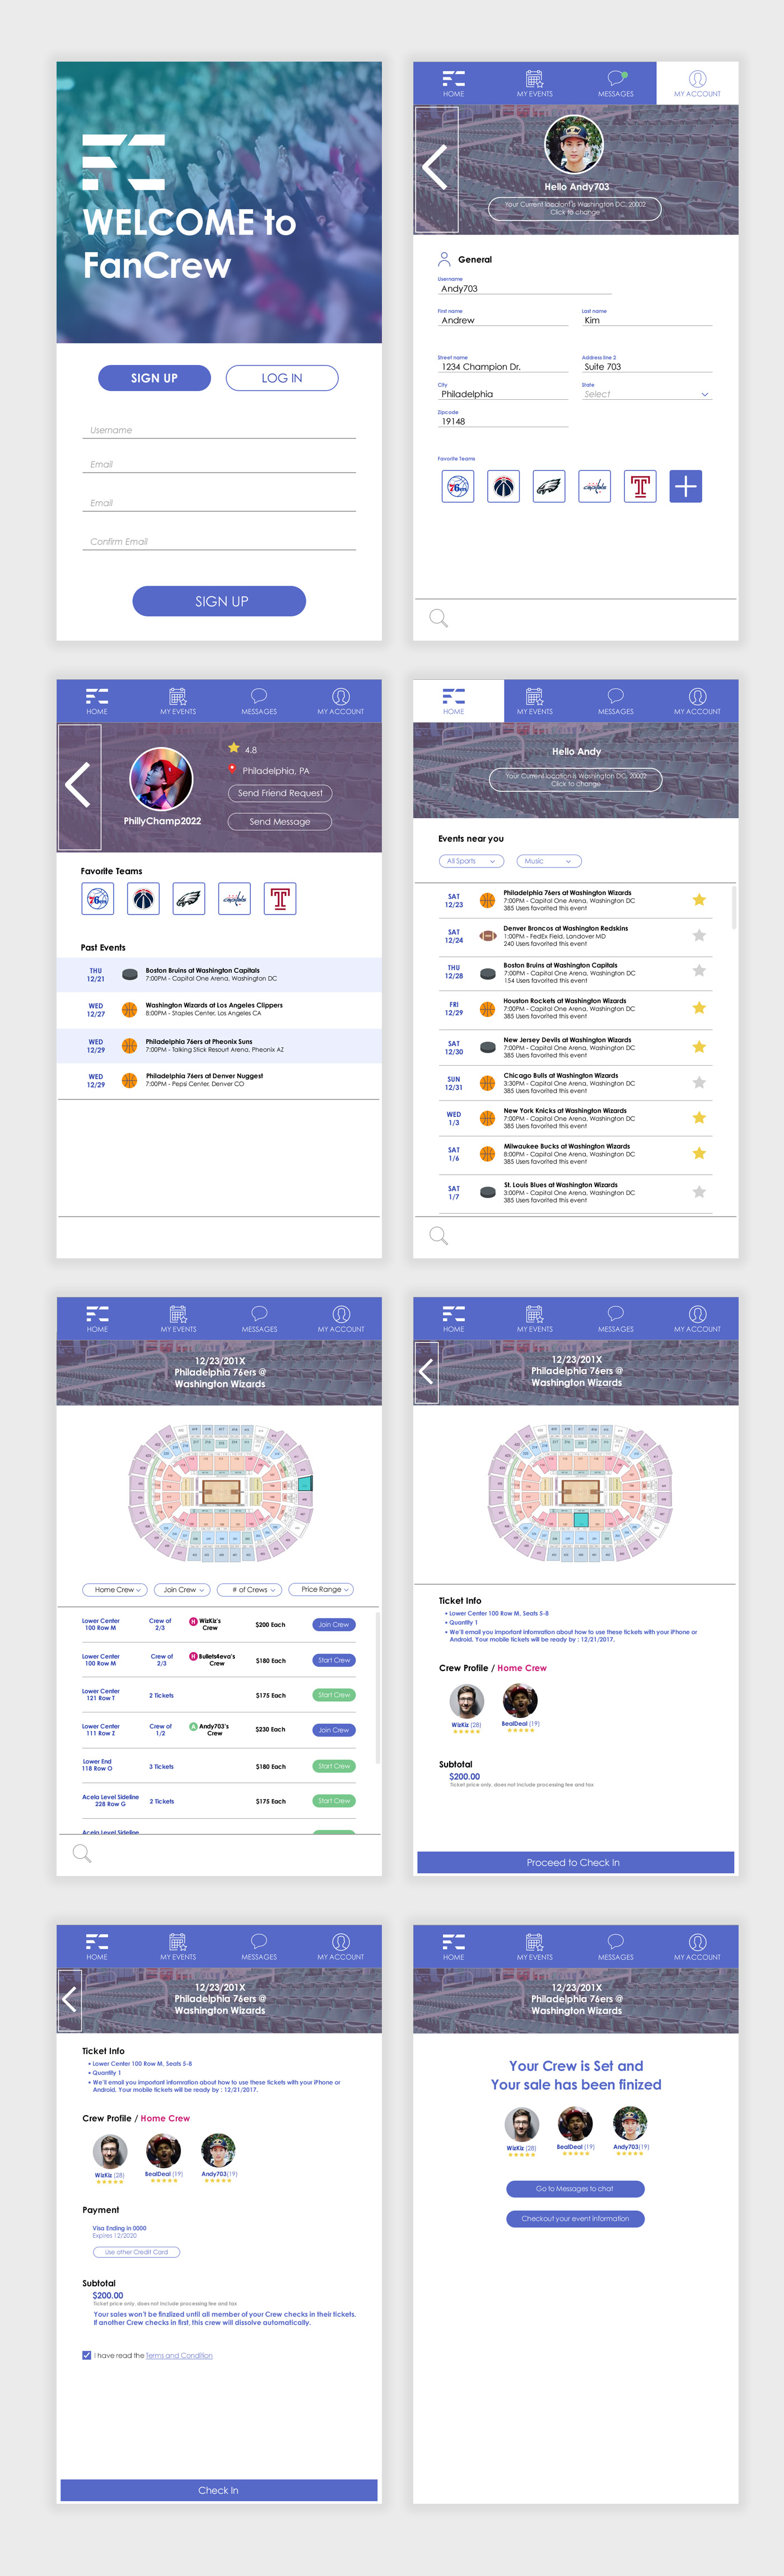 WELCOME to
FanCrew
SIGN UP
LOG IN
Username
Email
Email
Confirm Email
SIGN UP
HOME
MY EVENTS
MESSAGES
MY ACCOUNT
Hello Andy703
Your Current location is Washington DC, 20002
Click to change
General
Username
Andy703
First name
Last name
Andrew
Kim
Street name
Address line 2
1234 Champion Dr.
Suite 703
City
State
Philadelphia
Select
Zipcode
19148
Favorite Teams
76ers
capitals
T
HOME
MY EVENTS
MESSAGES
MY ACCOUNT
4.8
Philadelphia, PA
Send Friend Request
PhillyChamp2022
Send Message
Favorite Teams
76ers
capitals
T
Past Events
THU
12/21
Boston Bruins at Washington Capitals
7:00PM - Capital One Arena, Washington DC
WED
12/27
Washington Wizards at Los Angeles Clippers
8:00PM - Staples Center, Los Angeles CA
WED
12/29
Philadelphia 76ers at Pheonix Suns
7:00PM - Talking Stick Resourt Arena, Pheonix AZ
WED
12/29
Philadelphia 76ers at Denver Nuggest
7:00PM - Pepsi Center, Denver CO
HOME
MY EVENTS
MESSAGES
MY ACCOUNT
Hello Andy
Your Current location is Washington DC, 20002
Click to change
Events near you
All Sports
Music
SAT
12/23
Philadelphia 76ers at Washington Wizards
7:00PM - Capital One Arena, Washington DC
385 Users favorited this event
SAT
12/24
Denver Broncos at Washington Redskins
1:00PM - FedEx Field, Landover MD
240 Users favorited this event
THU
12/28
Boston Bruins at Washington Capitals
7:00PM - Capital One Arena, Washington DC
154 Users favorited this event
FRI
12/29
Houston Rockets at Washington Wizards
7:00PM - Capital One Arena, Washington DC
385 Users favorited this event
SAT
12/30
New Jersey Devils at Washington Wizards
7:00PM - Capital One Arena, Washington DC
385 Users favorited this event
SUN
12/31
Chicago Bulls at Washington Wizards
3:30PM - Capital One Arena, Washington DC
385 Users favorited this event
WED
1/3
New York Knicks at Washington Wizards
7:00PM - Capital One Arena, Washington DC
385 Users favorited this event
SAT
1/6
Milwaukee Bucks at Washington Wizards
8:00PM - Capital One Arena, Washington DC
385 Users favorited this event
SAT
1/7
St. Louis Blues at Washington Wizards
3:00PM - Capital One Arena, Washington DC
385 Users favorited this event
HOME
MY EVENTS
MESSAGES
MY ACCOUNT
12/23/201X
Philadelphia 76ers @
Washington Wizards
Home Crew
Join Crew
# of Crews
Price Range
Lower Center
100 Row M
Crew of
2/3
H WizKiz's
Crew
$200 Each
Join Crew
Lower Center
100 Row M
Crew of
2/3
H Bullets4eva's
Crew
$180 Each
Start Crew
Lower Center
121 Row T
2 Tickets
$175 Each
Start Crew
Lower Center
111 Row Z
Crew of
1/2
A Andy703's
Crew
$230 Each
Join Crew
Lower End
118 Row O
3 Tickets
$180 Each
Start Crew
Acela Level Sideline
228 Row G
2 Tickets
$175 Each
Start Crew
Acela Level Sideline
HOME
MY EVENTS
MESSAGES
MY ACCOUNT
12/23/201X
Philadelphia 76ers @
Washington Wizards
Ticket Info
• Lower Center 100 Row M, Seats 5-8
• Quantity 1
• We'll email you important infomration about how to use these tickets with your iPhone or
Android. Your mobile tickets will be ready by : 12/21/2017.
Crew Profile / Home Crew
WizKiz (28)
BealDeal (19)
Subtotal
$200.00
Ticket price only, does not include processing fee and tax
Proceed to Check In
HOME
MY EVENTS
MESSAGES
MY ACCOUNT
12/23/201X
Philadelphia 76ers @
Washington Wizards
Ticket Info
• Lower Center 100 Row M, Seats 5-8
• Quantity 1
• We'll email you important infomration about how to use these tickets with your iPhone or
Android. Your mobile tickets will be ready by : 12/21/2017.
Crew Profile / Home Crew
WizKiz (28)
BealDeal (19)
Andy703(19)
Payment
Visa Ending in 0000
Expires 12/2020
Use other Credit Card
Subtotal
$200.00
Ticket price only, does not include processing fee and tax
Your sales won't be finzlized until all member of your Crew checks in their tickets.
If another Crew checks in first, this crew will dissolve automatically.
I have read the Terms and Condition
Check In
HOME
MY EVENTS
MESSAGES
MY ACCOUNT
12/23/201X
Philadelphia 76ers @
Washington Wizards
Your Crew is Set and
Your sale has been finized
WizKiz (28)
BealDeal (19)
Andy703(19)
Go to Messages to chat
Checkout your event information